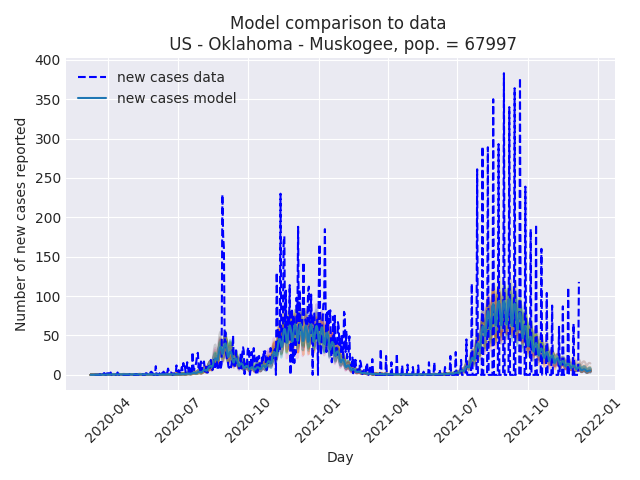 Model comparison to data
US - Oklahoma - Muskogee, pop. = 67997
new cases data
new cases model
Number of new cases reported
400
350
300
250
200
150
100
50
0
2020-04
2020-07
2020-10
2021-01
2021-04
2021-07
2021-10
2022-01
Day